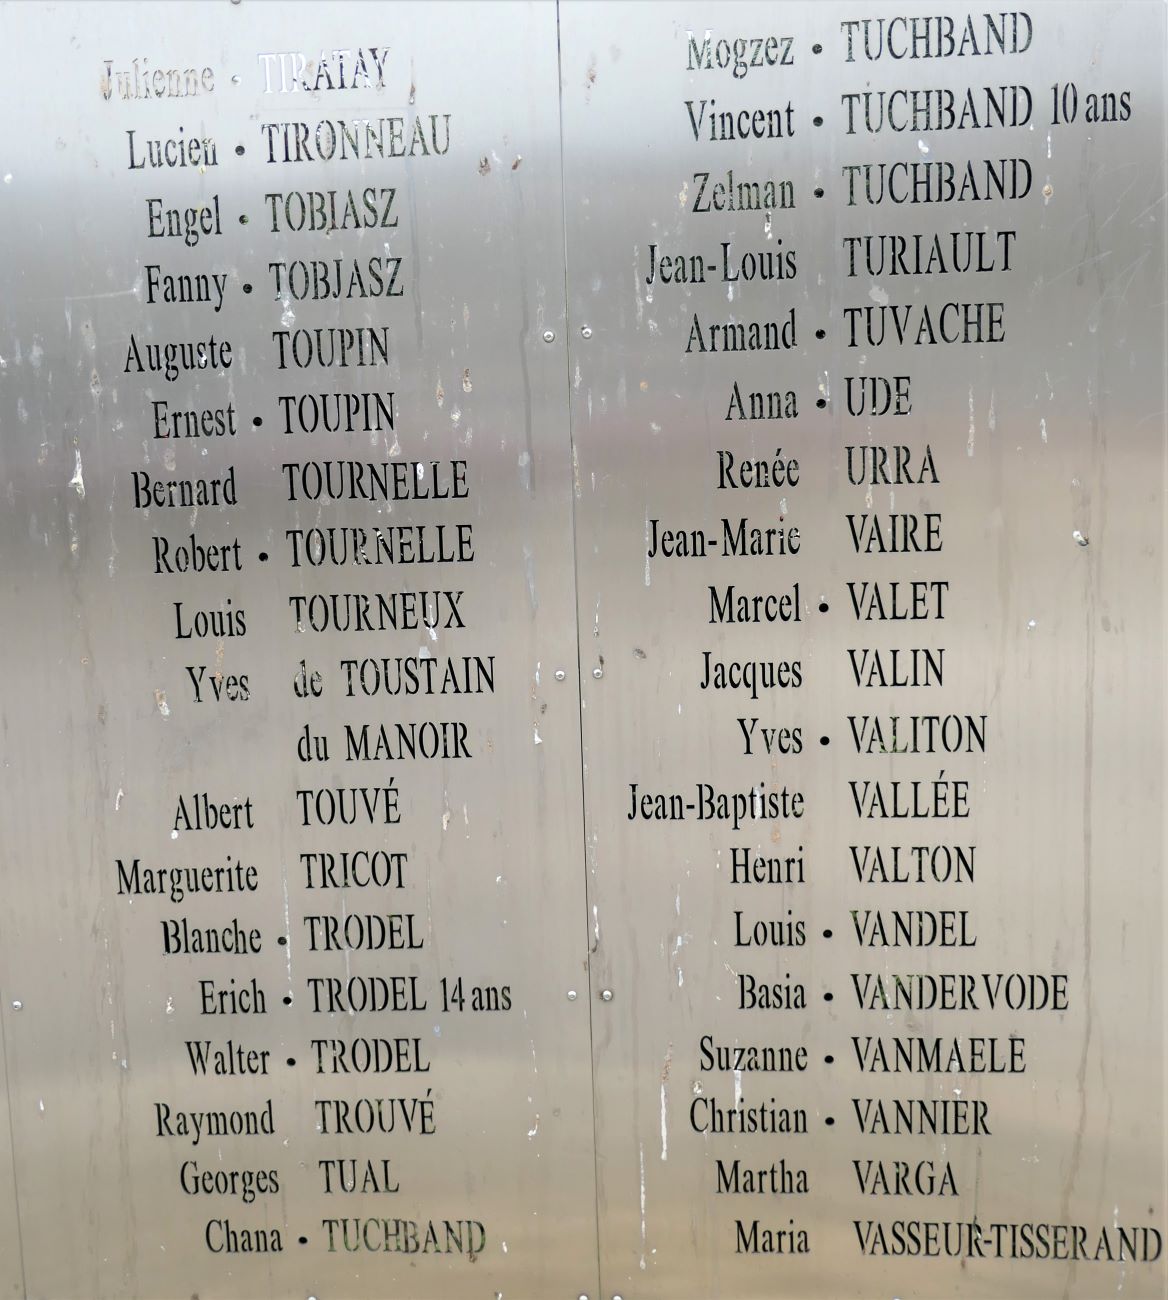 Julienne • TIRATAY
Lucien • TIRONNEAU
Engel • TOBIASZ
Fanny • TOBJASZ
Auguste TOUPIN
Ernest • TOUPIN
Bernard TOURNELLE
Robert • TOURNELLE
Louis TOURNEUX
Yves de TOUSTAIN
du MANOIR
Albert TOUVÉ
Marguerite TRICOT
Blanche • TRODEL
Erich • TRODEL 14 ans
Walter • TRODEL
Raymond TROUVÉ
Georges TUAL
Chana • TUCHBAND
Mogzez • TUCHBAND
Vincent • TUCHBAND 10 ans
Zelman • TUCHBAND
Jean-Louis TURIAULT
Armand • TUVACHE
Anna • UDE
Renée URRA
Jean-Marie VAIRE
Marcel • VALET
Jacques VALIN
Yves • VALITON
Jean-Baptiste VALLÉE
Henri VALTON
Louis • VANDEL
Basia • VANDERVODE
Suzanne • VANMAELE
Christian • VANNIER
Martha VARGA
Maria VASSEUR-TISSERAND